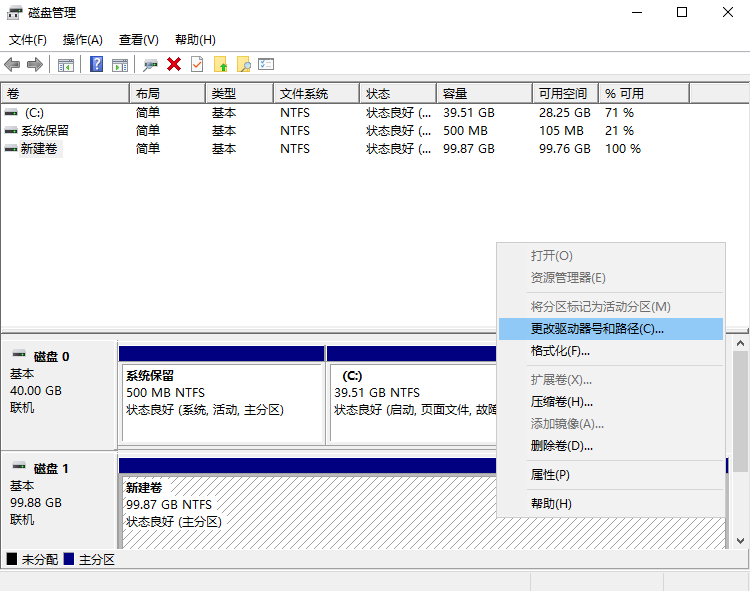 磁盘管理
文件(F) 操作(A) 查看(V) 帮助(H)
卷 布局 类型 文件系统 状态 容量 可用空间 % 可用
(C:) 简单 基本 NTFS 状态良好 (... 39.51 GB 28.25 GB 71 %
系统保留 简单 基本 NTFS 状态良好 (... 500 MB 105 MB 21 %
新建卷 简单 基本 NTFS 状态良好 (... 99.87 GB 99.76 GB 100 %
打开(O)
资源管理器(E)
将分区标记为活动分区(M)
更改驱动器号和路径(C)...
格式化(F)...
扩展卷(X)...
压缩卷(H)...
添加镜像(A)...
删除卷(D)...
属性(P)
帮助(H)
磁盘 0
基本
40.00 GB
联机
系统保留
500 MB NTFS
状态良好 (系统, 活动, 主分区)
(C:)
39.51 GB NTFS
状态良好 (启动, 页面文件, 故障
磁盘 1
基本
99.88 GB
联机
新建卷
99.87 GB NTFS
状态良好 (主分区)
未分配 主分区